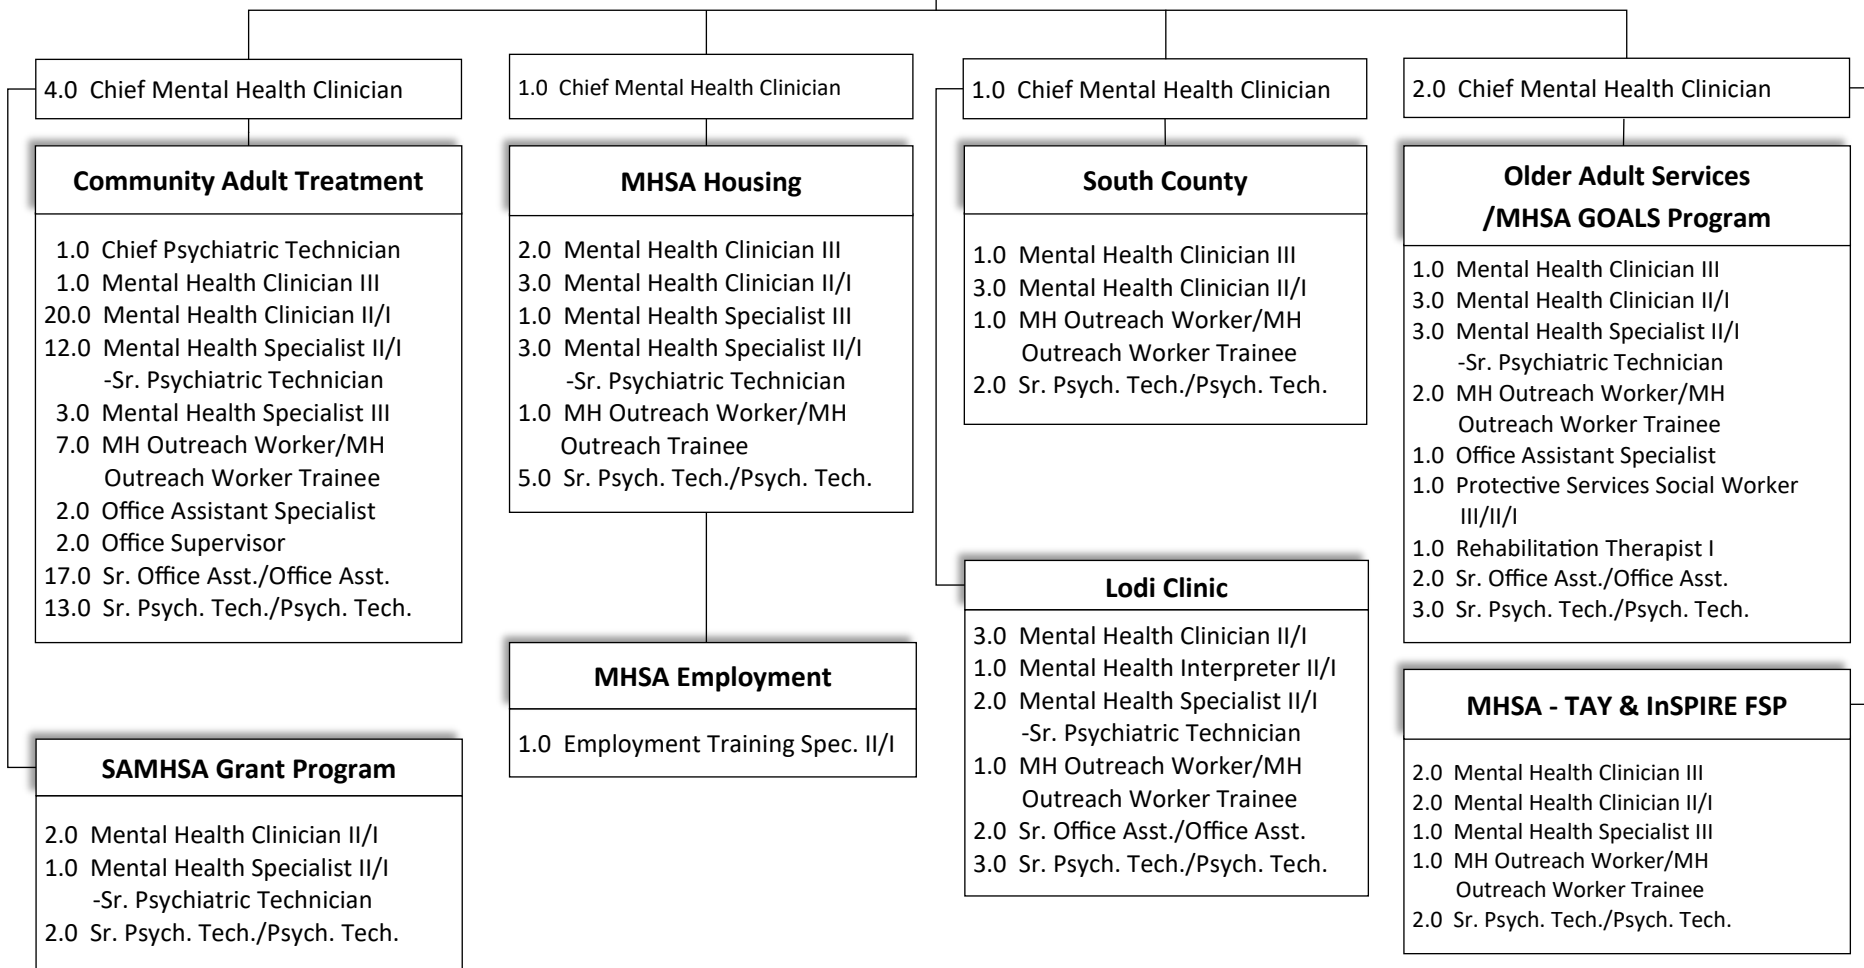 4.0 Chief Mental Health Clinician
Community Adult Treatment
1.0 Chief Psychiatric Technician
1.0 Mental Health Clinician III
20.0 Mental Health Clinician II/I
12.0 Mental Health Specialist II/I
-Sr. Psychiatric Technician
3.0 Mental Health Specialist III
7.0 MH Outreach Worker/MH
Outreach Worker Trainee
2.0 Office Assistant Specialist
2.0 Office Supervisor
17.0 Sr. Office Asst./Office Asst.
13.0 Sr. Psych. Tech./Psych. Tech.
SAMHSA Grant Program
2.0 Mental Health Clinician II/I
1.0 Mental Health Specialist II/I
-Sr. Psychiatric Technician
2.0 Sr. Psych. Tech./Psych. Tech.
1.0 Chief Mental Health Clinician
MHSA Housing
2.0 Mental Health Clinician III
3.0 Mental Health Clinician II/I
1.0 Mental Health Specialist III
3.0 Mental Health Specialist II/I
-Sr. Psychiatric Technician
1.0 MH Outreach Worker/MH
Outreach Trainee
5.0 Sr. Psych. Tech./Psych. Tech.
MHSA Employment
1.0 Employment Training Spec. II/I
1.0 Chief Mental Health Clinician
South County
1.0 Mental Health Clinician III
3.0 Mental Health Clinician II/I
1.0 MH Outreach Worker/MH
Outreach Worker Trainee
2.0 Sr. Psych. Tech./Psych. Tech.
Lodi Clinic
3.0 Mental Health Clinician II/I
1.0 Mental Health Interpreter II/I
2.0 Mental Health Specialist II/I
-Sr. Psychiatric Technician
1.0 MH Outreach Worker/MH
Outreach Worker Trainee
2.0 Sr. Office Asst./Office Asst.
3.0 Sr. Psych. Tech./Psych. Tech.
2.0 Chief Mental Health Clinician
Older Adult Services
/MHSA GOALS Program
1.0 Mental Health Clinician III
3.0 Mental Health Clinician II/I
3.0 Mental Health Specialist II/I
-Sr. Psychiatric Technician
2.0 MH Outreach Worker/MH
Outreach Worker Trainee
1.0 Office Assistant Specialist
1.0 Protective Services Social Worker
III/II/I
1.0 Rehabilitation Therapist I
2.0 Sr. Office Asst./Office Asst.
3.0 Sr. Psych. Tech./Psych. Tech.
MHSA - TAY & InSPIRE FSP
2.0 Mental Health Clinician III
2.0 Mental Health Clinician II/I
1.0 Mental Health Specialist III
1.0 MH Outreach Worker/MH
Outreach Worker Trainee
2.0 Sr. Psych. Tech./Psych. Tech.